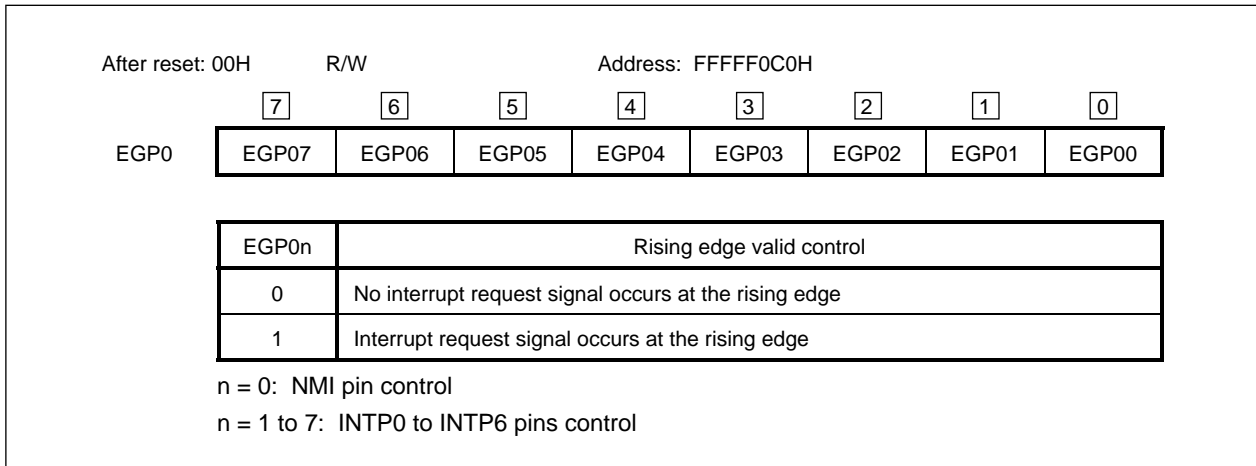 After reset: 00H R/W Address: FFFFF0C0H
7 6 5 4 3 2 1 0
EGP0 EGP07 EGP06 EGP05 EGP04 EGP03 EGP02 EGP01 EGP00
EGP0n Rising edge valid control
0 No interrupt request signal occurs at the rising edge
1 Interrupt request signal occurs at the rising edge
n = 0: NMI pin control
n = 1 to 7: INTP0 to INTP6 pins control